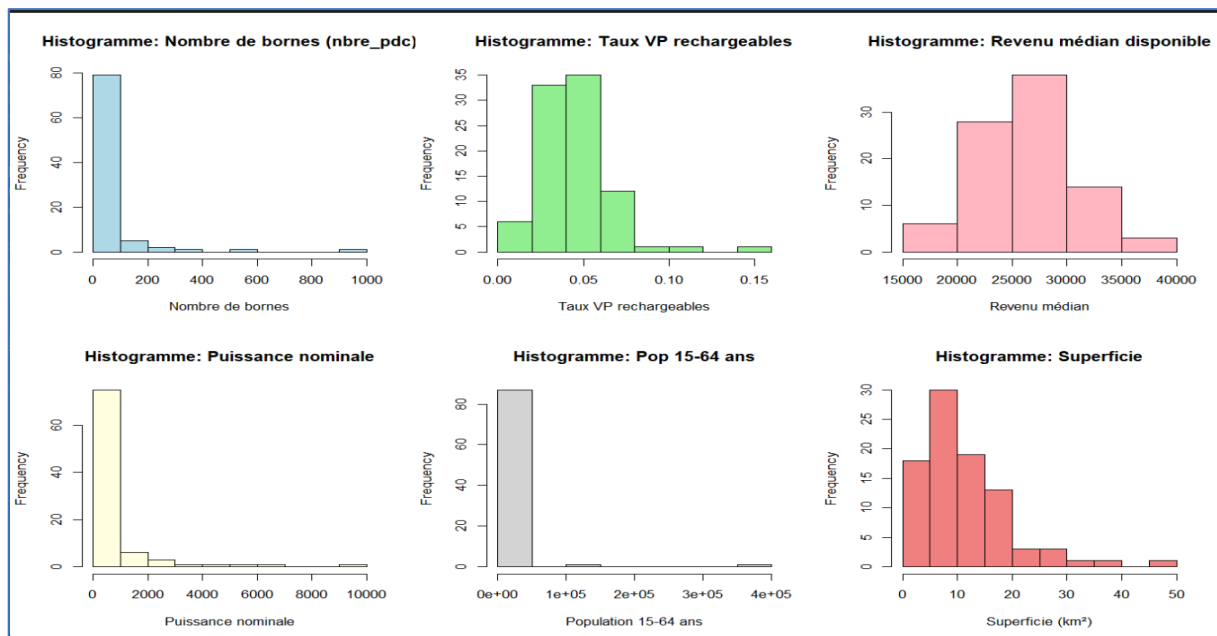 Histogramme: Nombre de bornes (nbre_pdc)
Frequency
0 20 40 60 80
0 200 400 600 800 1000
Nombre de bornes
Histogramme: Taux VP rechargeables
Frequency
0 5 10 15 20 25 30 35
0.00 0.05 0.10 0.15
Taux VP rechargeables
Histogramme: Revenu médian disponible
Frequency
0 10 20 30
15000 20000 25000 30000 35000 40000
Revenu médian
Histogramme: Puissance nominale
Frequency
0 20 40 60
0 2000 4000 6000 8000 10000
Puissance nominale
Histogramme: Pop 15-64 ans
Frequency
0 20 40 60 80
0e+00 1e+05 2e+05 3e+05 4e+05
Population 15-64 ans
Histogramme: Superficie
Frequency
0 5 10 15 20 25 30
0 10 20 30 40 50
Superficie (km²)